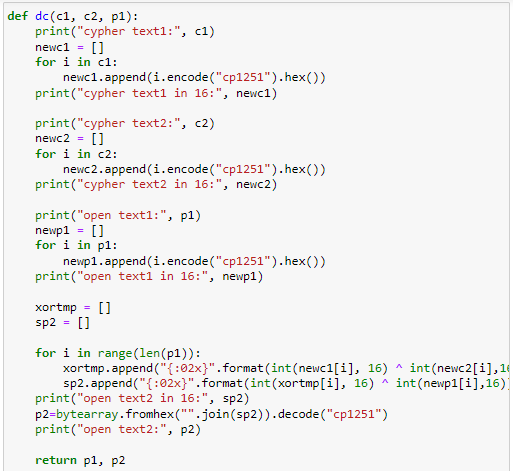 def dc(c1, c2, p1):
    print("cypher text1:", c1)
    newc1 = []
    for i in c1:
        newc1.append(i.encode("cp1251").hex())
    print("cypher text1 in 16:", newc1)

    print("cypher text2:", c2)
    newc2 = []
    for i in c2:
        newc2.append(i.encode("cp1251").hex())
    print("cypher text2 in 16:", newc2)

    print("open text1:", p1)
    newp1 = []
    for i in p1:
        newp1.append(i.encode("cp1251").hex())
    print("open text1 in 16:", newp1)

    xortmp = []
    sp2 = []

    for i in range(len(p1)):
        xortmp.append("{:02x}".format(int(newc1[i], 16) ^ int(newc2[i],16
        sp2.append("{:02x}".format(int(xortmp[i], 16) ^ int(newp1[i],16)
    print("open text2 in 16:", sp2)
    p2=bytearray.fromhex("".join(sp2)).decode("cp1251")
    print("open text2:", p2)

    return p1, p2